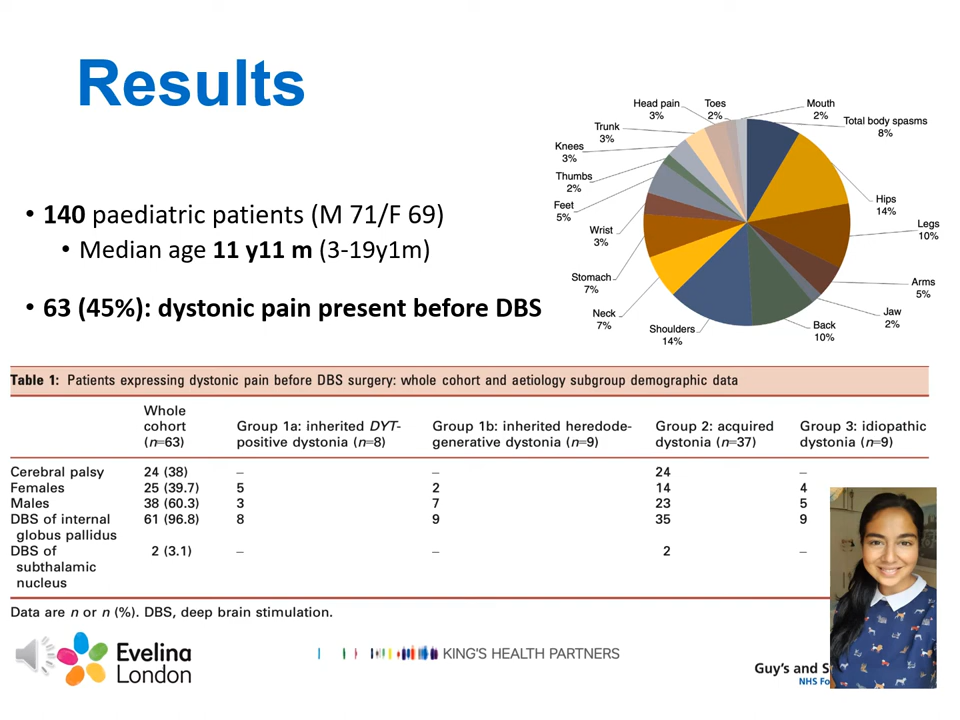 Results
• 140 paediatric patients (M 71/F 69)
• Median age 11 y11 m (3-19y1m)
• 63 (45%): dystonic pain present before DBS
Head pain
3%
Toes
2%
Mouth
2%
Total body spasms
8%
Trunk
3%
Knees
3%
Thumbs
2%
Feet
5%
Hips
14%
Legs
10%
Wrist
3%
Stomach
7%
Arms
5%
Neck
7%
Jaw
2%
Shoulders
14%
Back
10%
Table 1: Patients expressing dystonic pain before DBS surgery: whole cohort and aetiology subgroup demographic data
Whole cohort (n=63) Group 1a: inherited DYT-positive dystonia (n=8) Group 1b: inherited heredode-generative dystonia (n=9) Group 2: acquired dystonia (n=37) Group 3: idiopathic dystonia (n=9)
Cerebral palsy 24 (38) – – 24 –
Females 25 (39.7) 5 2 14 4
Males 38 (60.3) 3 7 23 5
DBS of internal globus pallidus 61 (96.8) 8 9 35 9
DBS of subthalamic nucleus 2 (3.1) – – 2 –
Data are n or n (%). DBS, deep brain stimulation.
Evelina
London
KING'S HEALTH PARTNERS
Guy's and
NHS